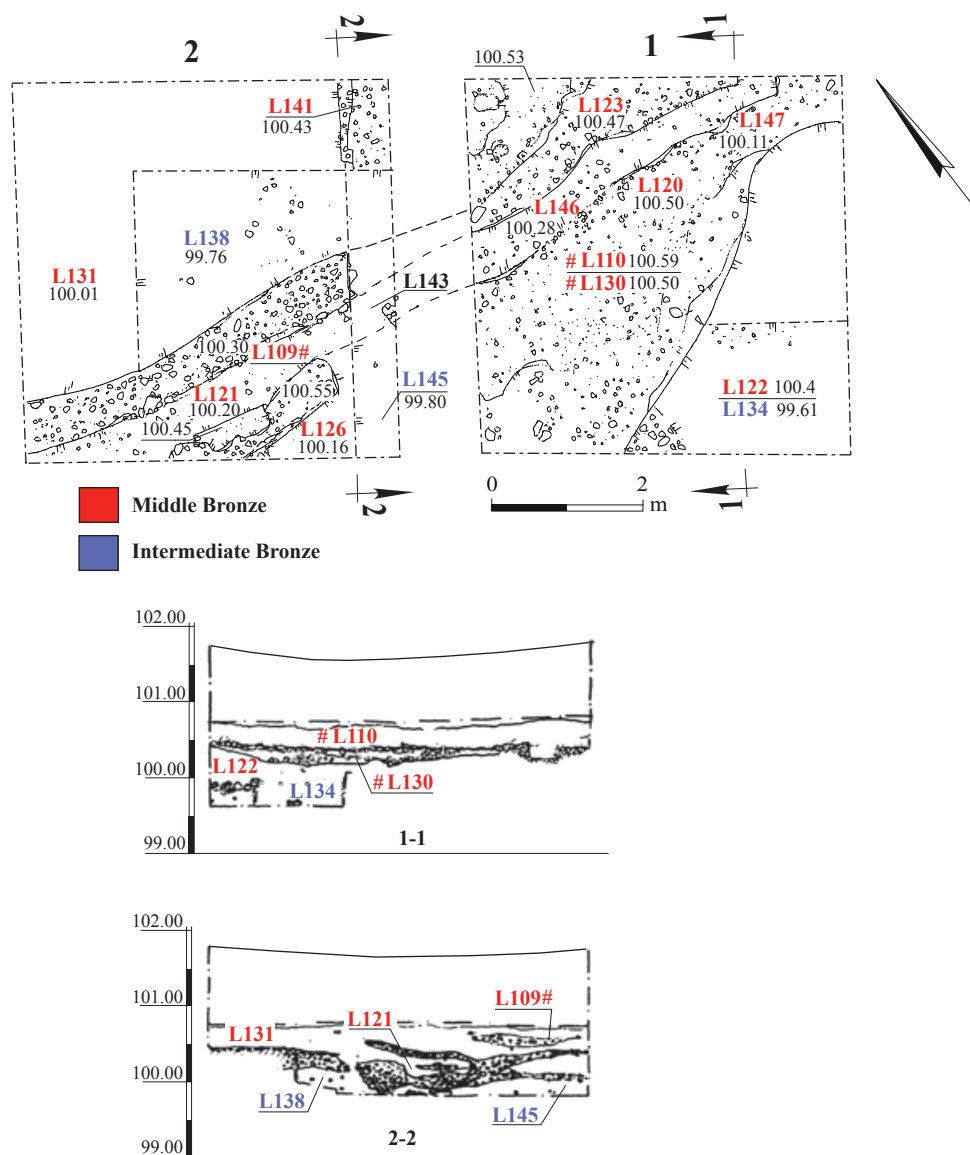 2
1
2
1
100.53
L141
100.43
L123
100.47
L147
100.11
L120
100.50
L138
99.76
L146
100.28
L131
100.01
# L110 100.59
# L130 100.50
L143
100.30
L109#
L145
99.80
L121
100.20
100.55
100.45
L126
100.16
L122 100.4
L134 99.61
2
1
0 2
m
Middle Bronze
Intermediate Bronze
102.00
101.00
100.00
99.00
# L110
L122
L134
# L130
1-1
102.00
101.00
100.00
99.00
L109#
L121
L131
L138
L145
2-2